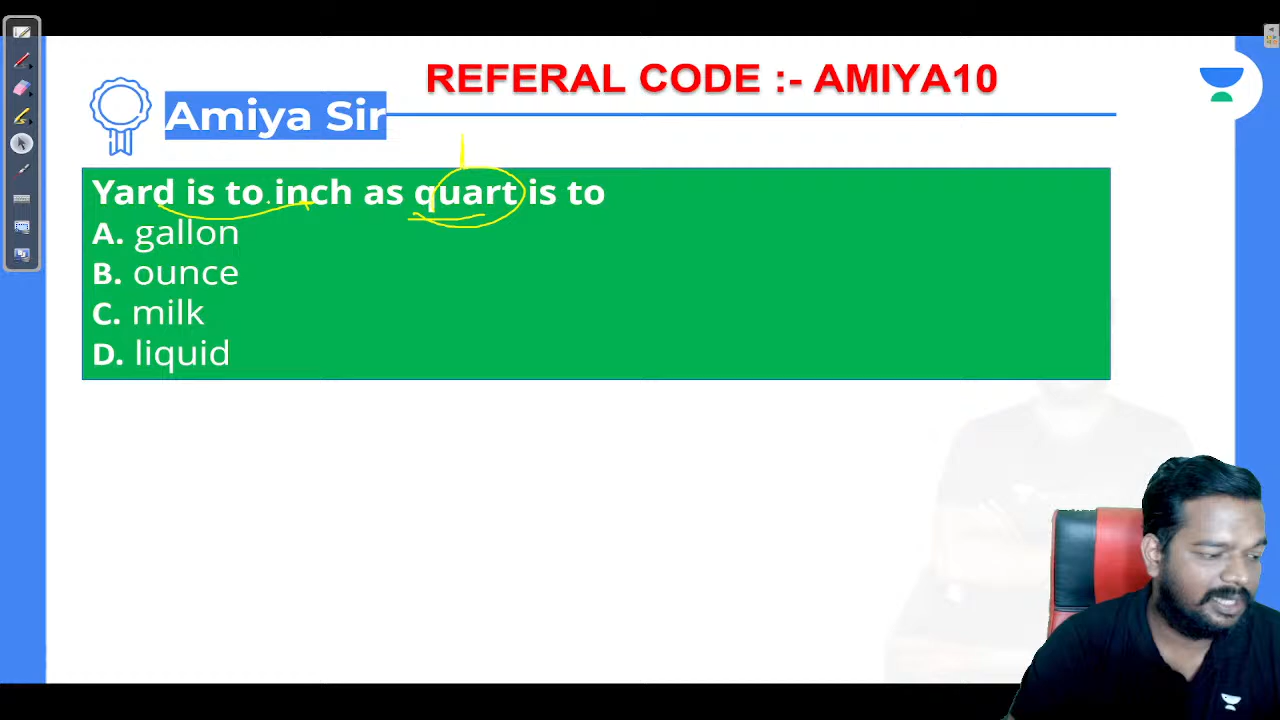 REFERAL CODE :- AMIYA10
Amiya Sir
Yard is to inch as quart is to
A. gallon
B. ounce
C. milk
D. liquid